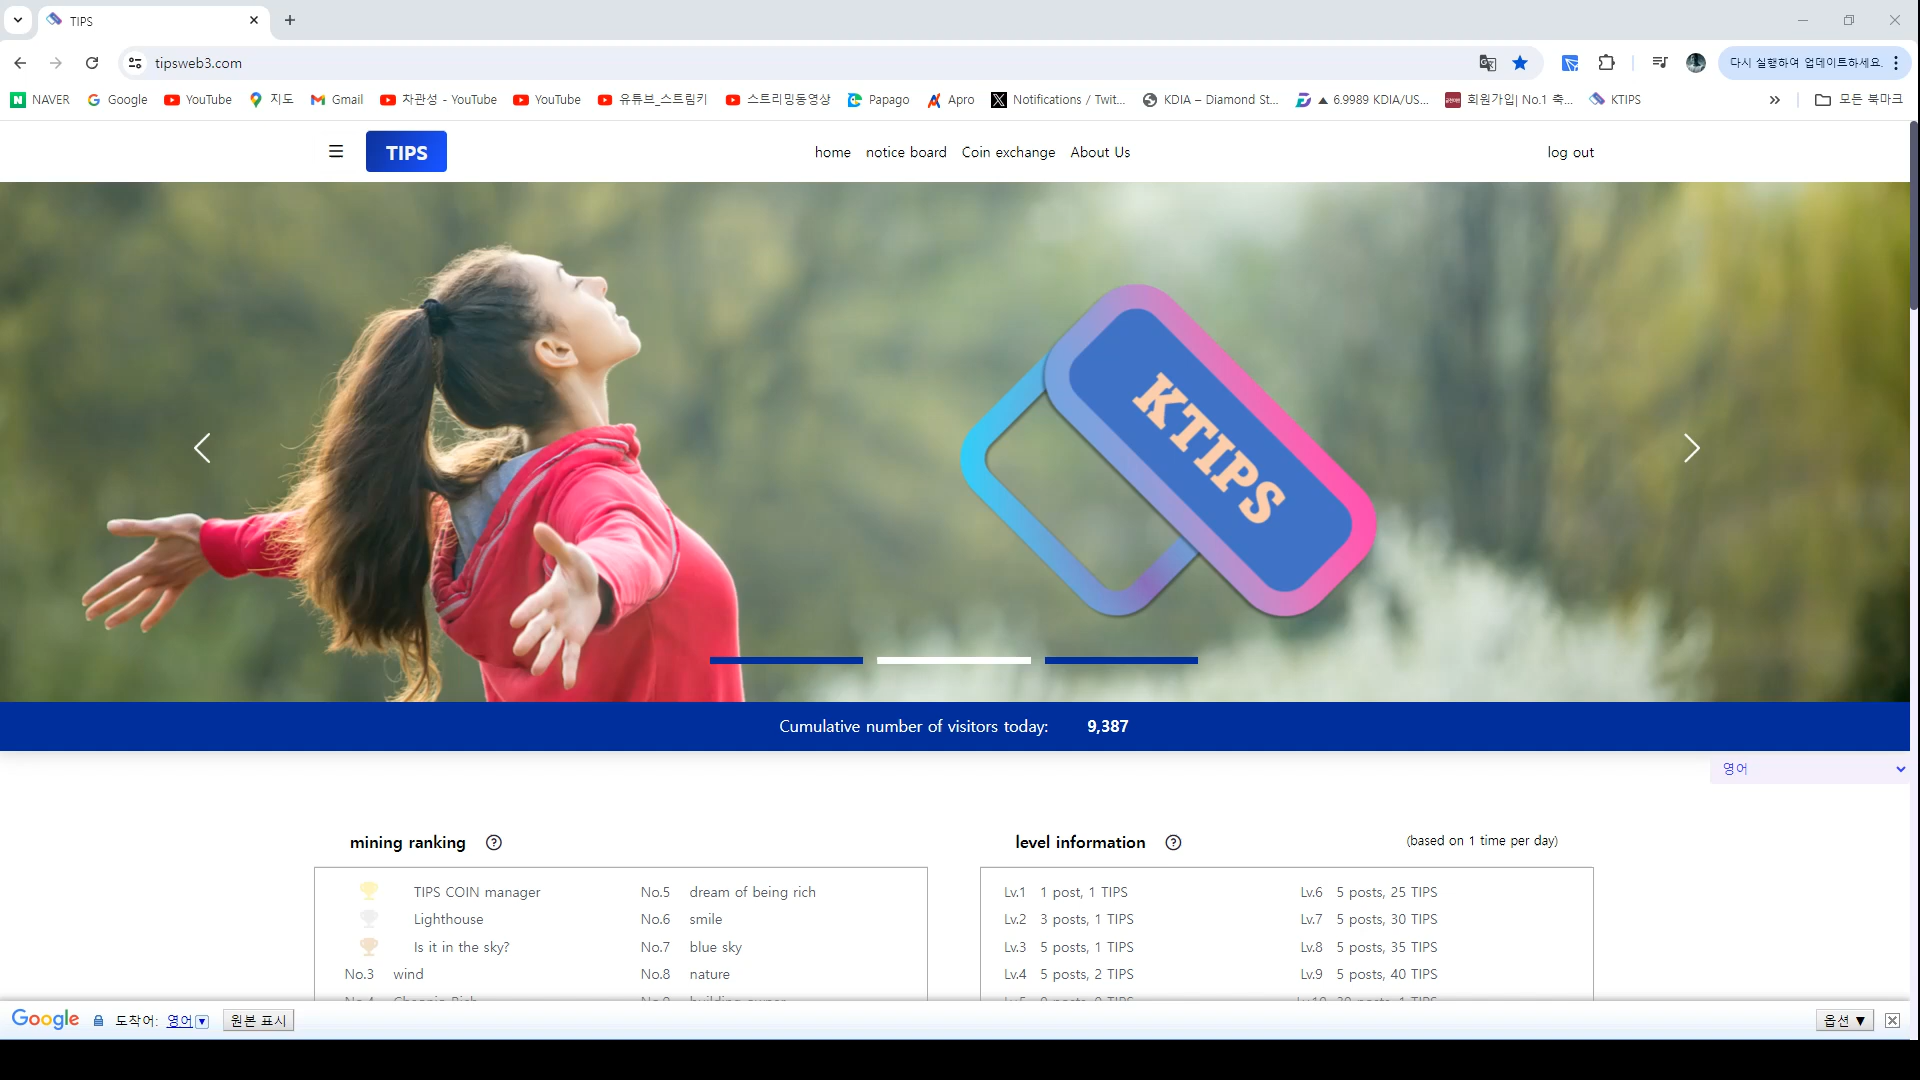 TIPS
tipsweb3.com
다시 실행하여 업데이트하세요.
NAVER Google YouTube 지도 Gmail 차관성 - YouTube YouTube 유튜브_스트림키 스트리밍동영상 Papago Apro Notifications / Twit... KDIA – Diamond St... ▲ 6.9989 KDIA/US... 회원가입| No.1 축... KTIPS » 모든 북마크
TIPS home notice board Coin exchange About Us log out
KTIPS
Cumulative number of visitors today: 9,387
영어
mining ranking
TIPS COIN manager No.5 dream of being rich
Lighthouse No.6 smile
Is it in the sky? No.7 blue sky
No.3 wind No.8 nature
level information (based on 1 time per day)
Lv.1 1 post, 1 TIPS Lv.6 5 posts, 25 TIPS
Lv.2 3 posts, 1 TIPS Lv.7 5 posts, 30 TIPS
Lv.3 5 posts, 1 TIPS Lv.8 5 posts, 35 TIPS
Lv.4 5 posts, 2 TIPS Lv.9 5 posts, 40 TIPS
Google 도착어: 영어▼ 원본 표시 옵션 ▼